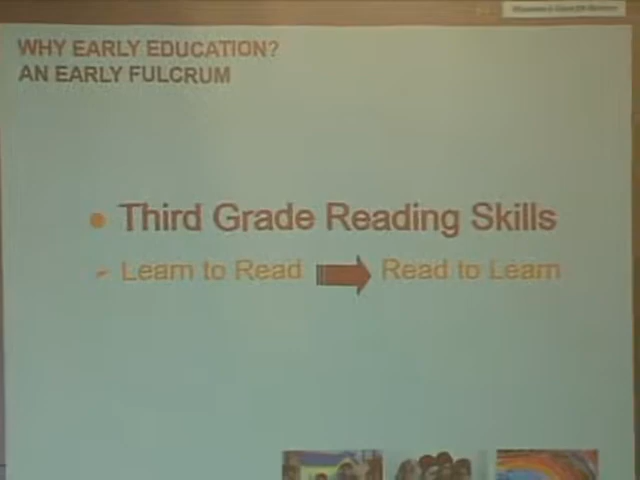 WHY EARLY EDUCATION?
AN EARLY FULCRUM
Third Grade Reading Skills
Learn to Read
Read to Learn